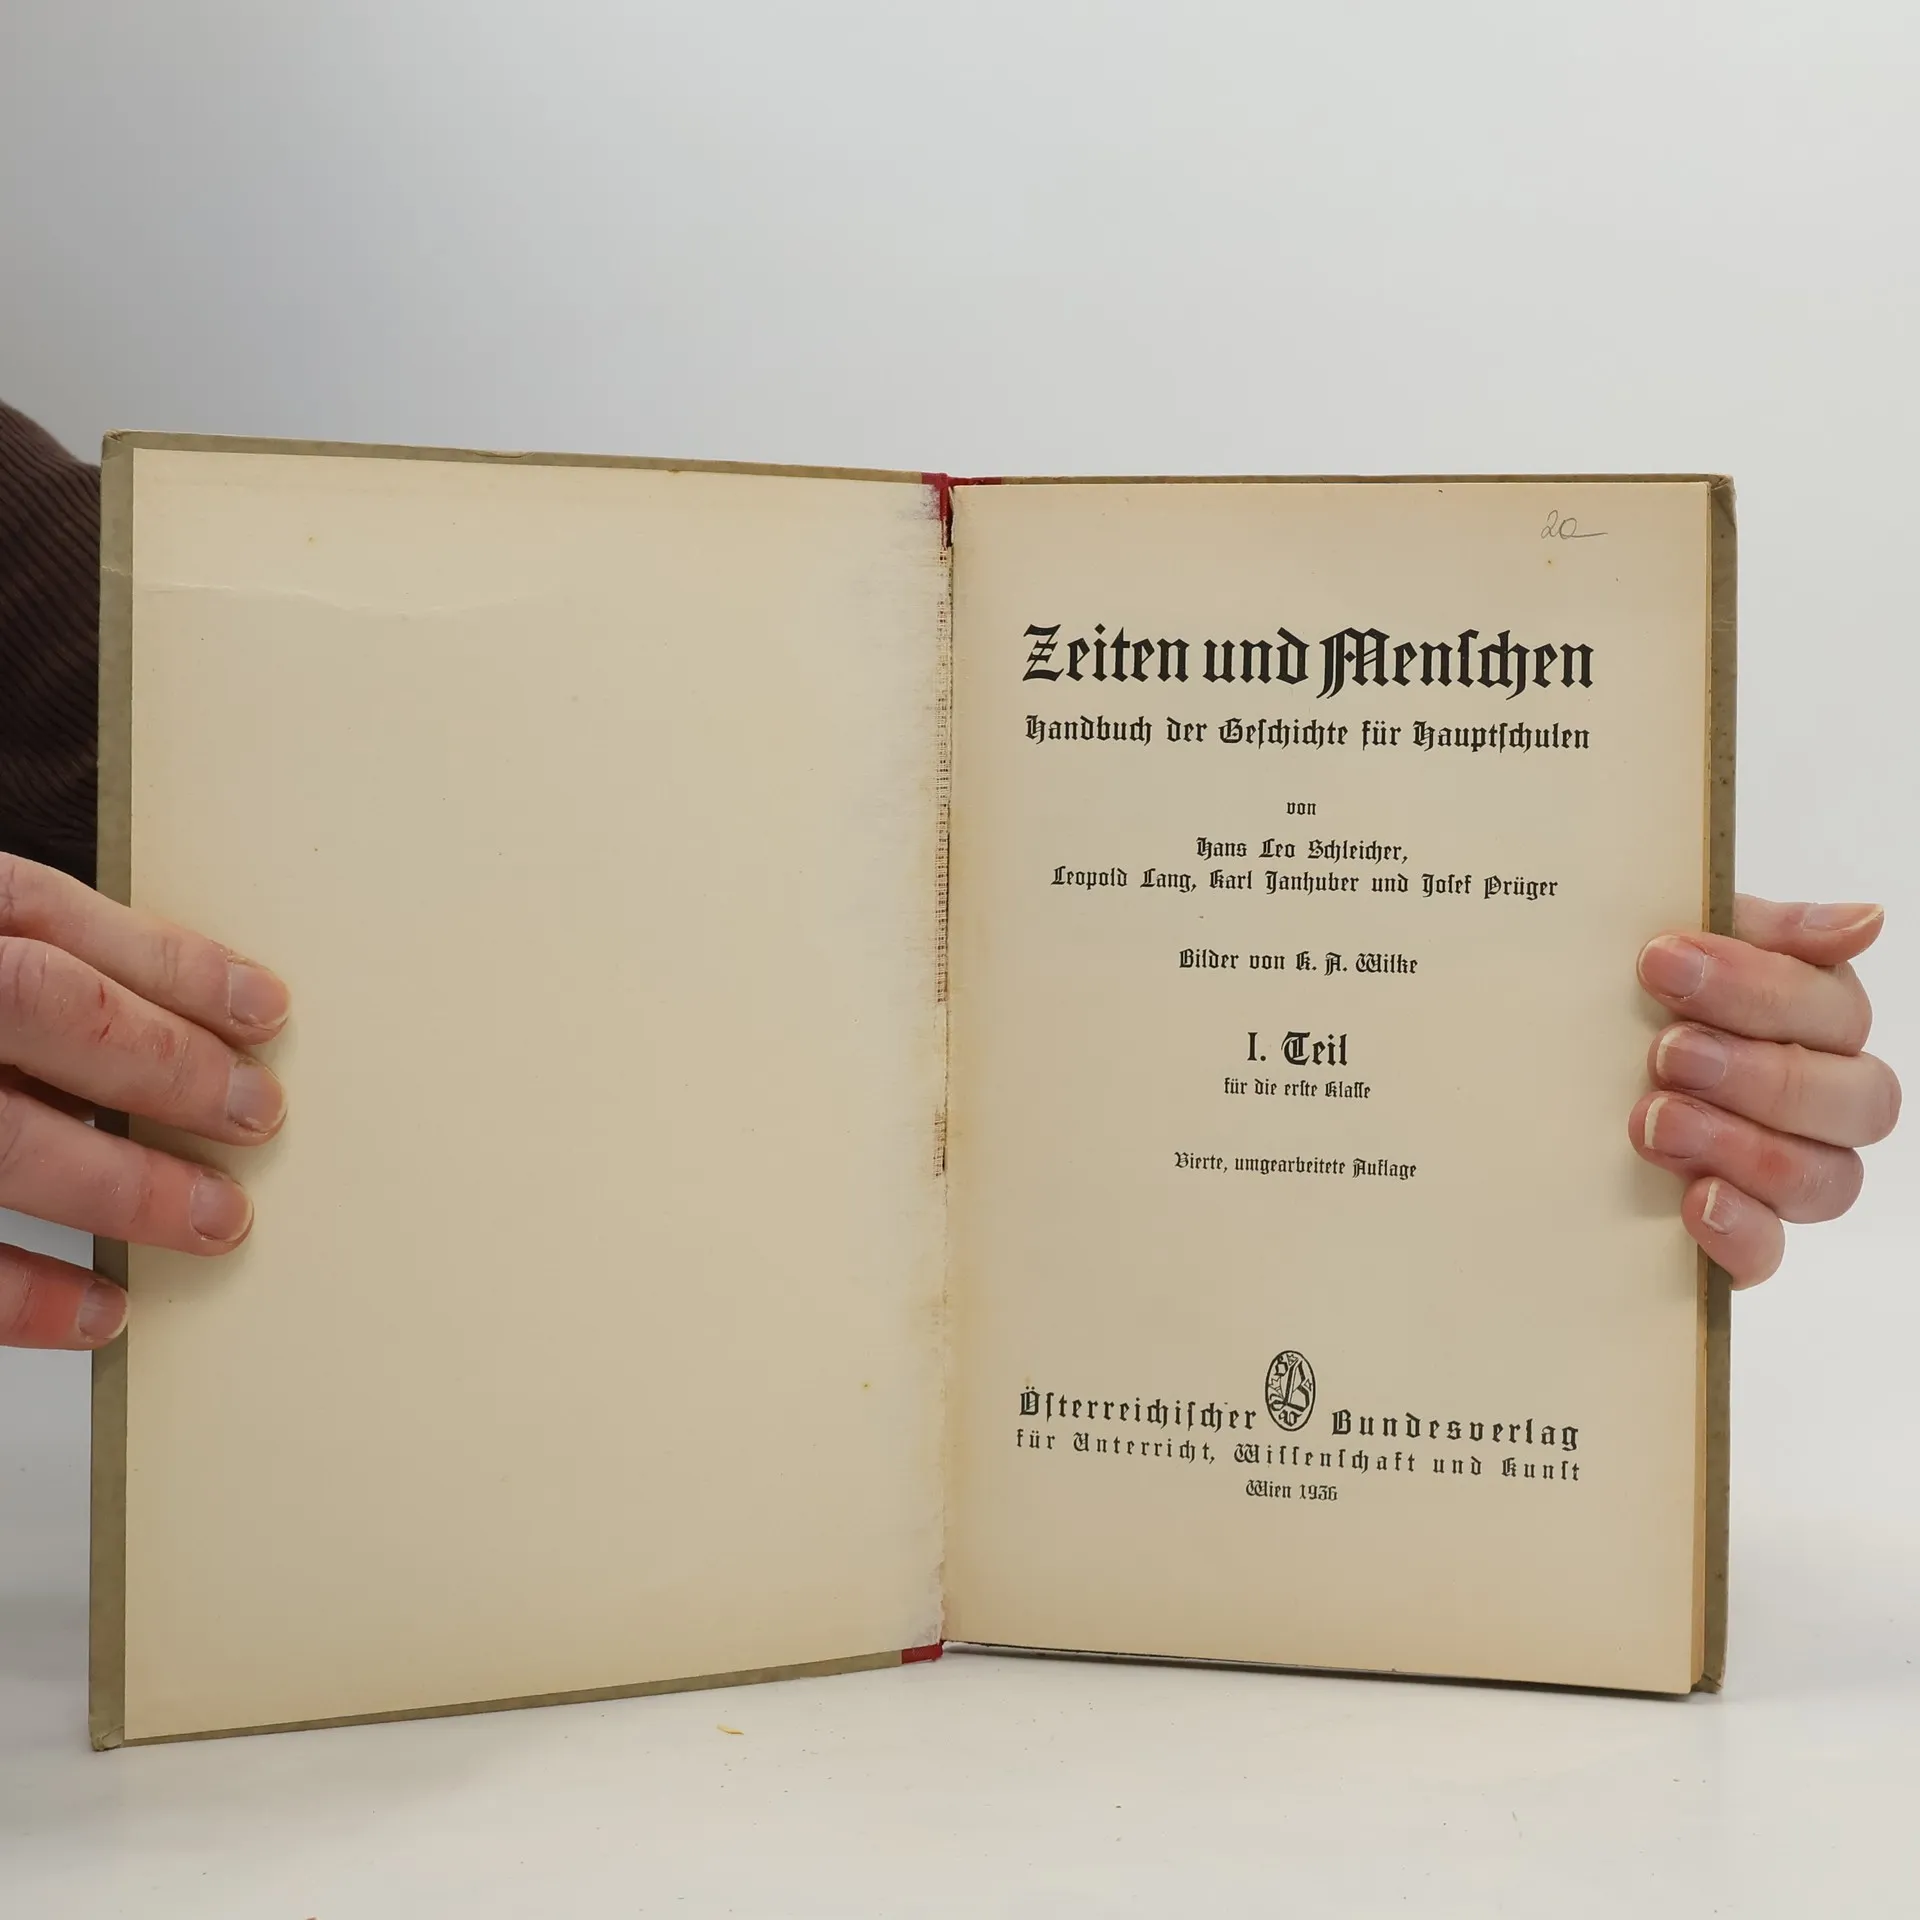 20
Zeiten und Menſchen
Handbuch der Geſchichte für Hauptſchulen
von
Hans Leo Schleicher,
Leopold Lang, Karl Janhuber und Joſef Prüger
Bilder von K. A. Wilke
I. Teil
für die erſte Klaſſe
Vierte, umgearbeitete Auflage
Öſterreichiſcher Bundesverlag
für Unterricht, Wiſſenſchaft und Kunſt
Wien 1936